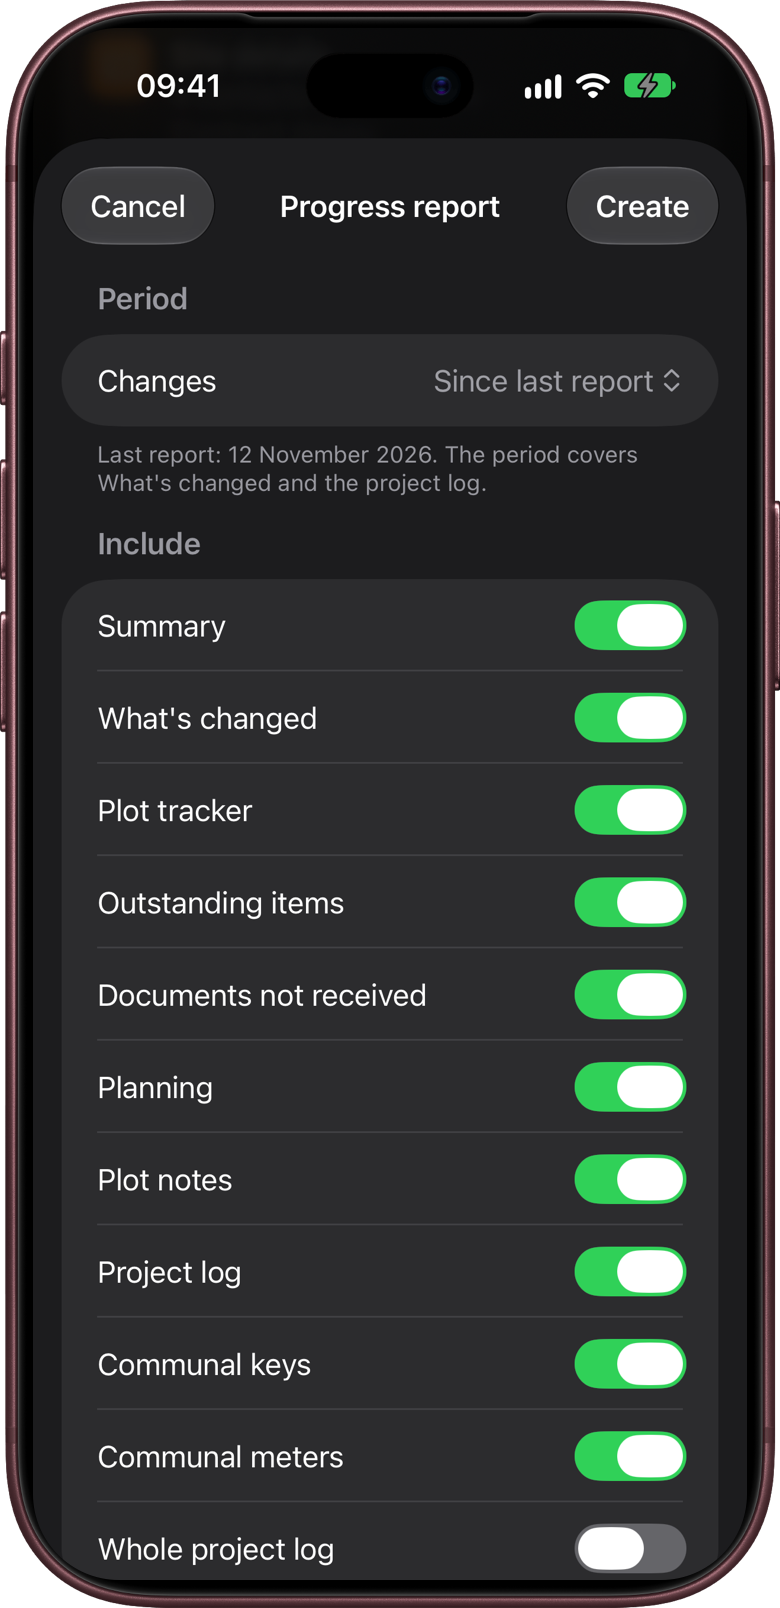 09:41
Cancel
Progress report
Create
Period
Changes
Since last report
Last report: 12 November 2026. The period covers
What's changed and the project log.
Include
Summary
What's changed
Plot tracker
Outstanding items
Documents not received
Planning
Plot notes
Project log
Communal keys
Communal meters
Whole project log